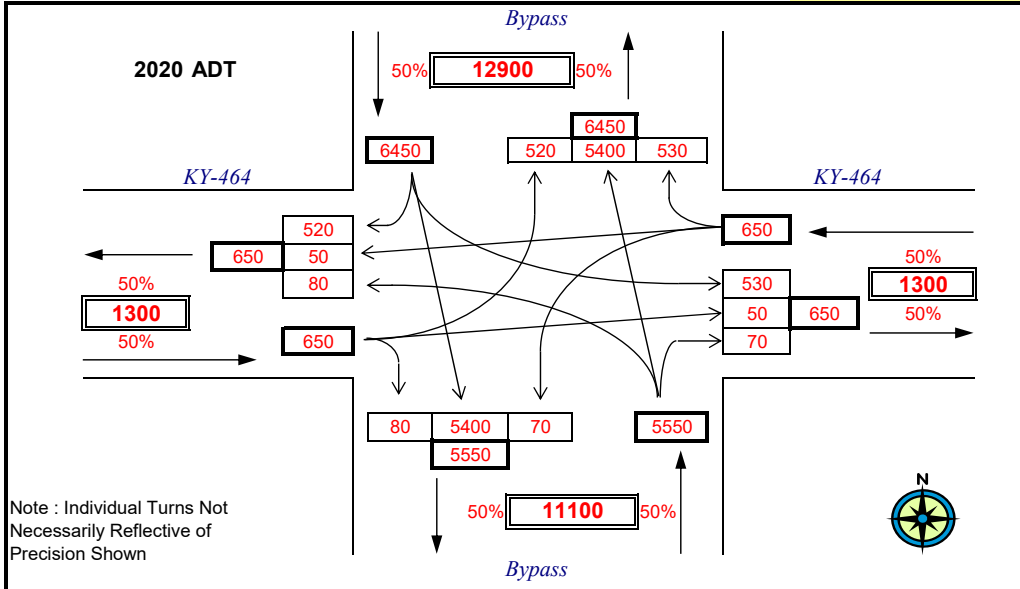 Bypass
2020 ADT
50% 12900 50%
6450
6450
520 5400 530
KY-464
KY-464
520
650
650 50
50%
80
530
1300
50%
50 650
50%
1300
50%
650
70
80 5400 70
5550
5550
N
Note : Individual Turns Not
Necessarily Reflective of
Precision Shown
50% 11100 50%
Bypass